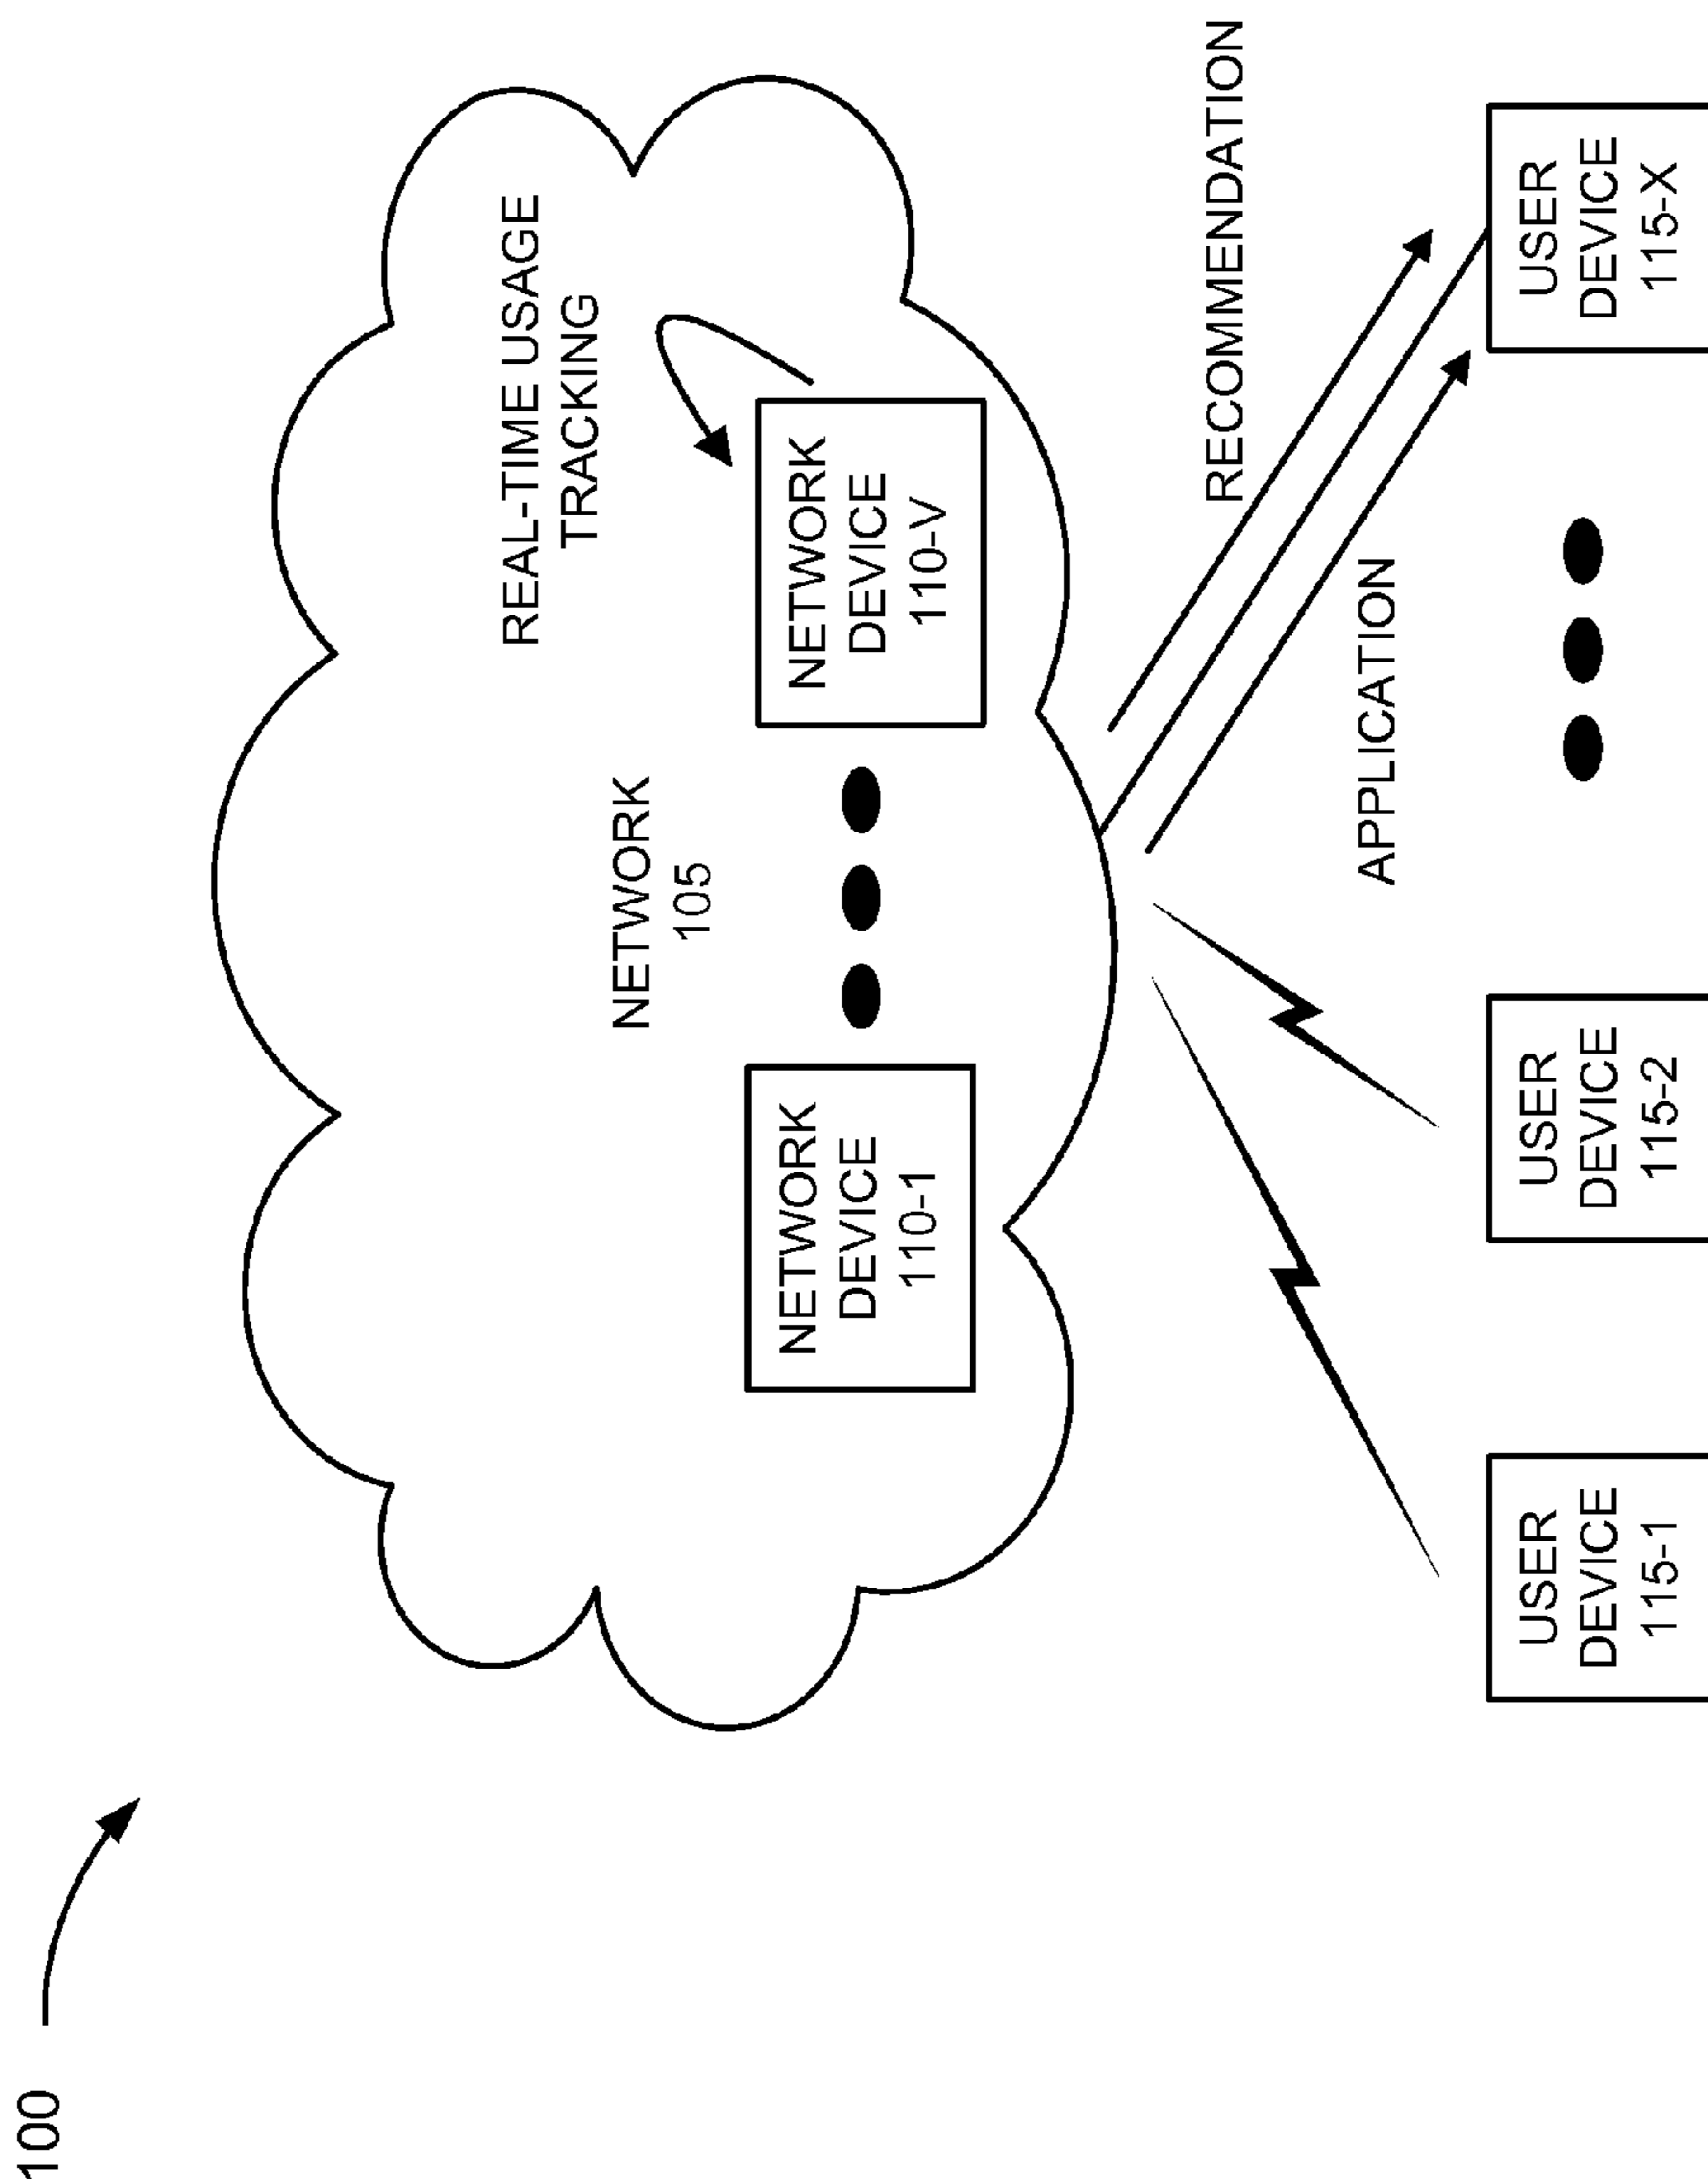 100
REAL-TIME USAGE
TRACKING
NETWORK
105
NETWORK
DEVICE
110-1
NETWORK
DEVICE
110-V
RECOMMENDATION
APPLICATION
USER
DEVICE
115-1
USER
DEVICE
115-2
USER
DEVICE
115-X